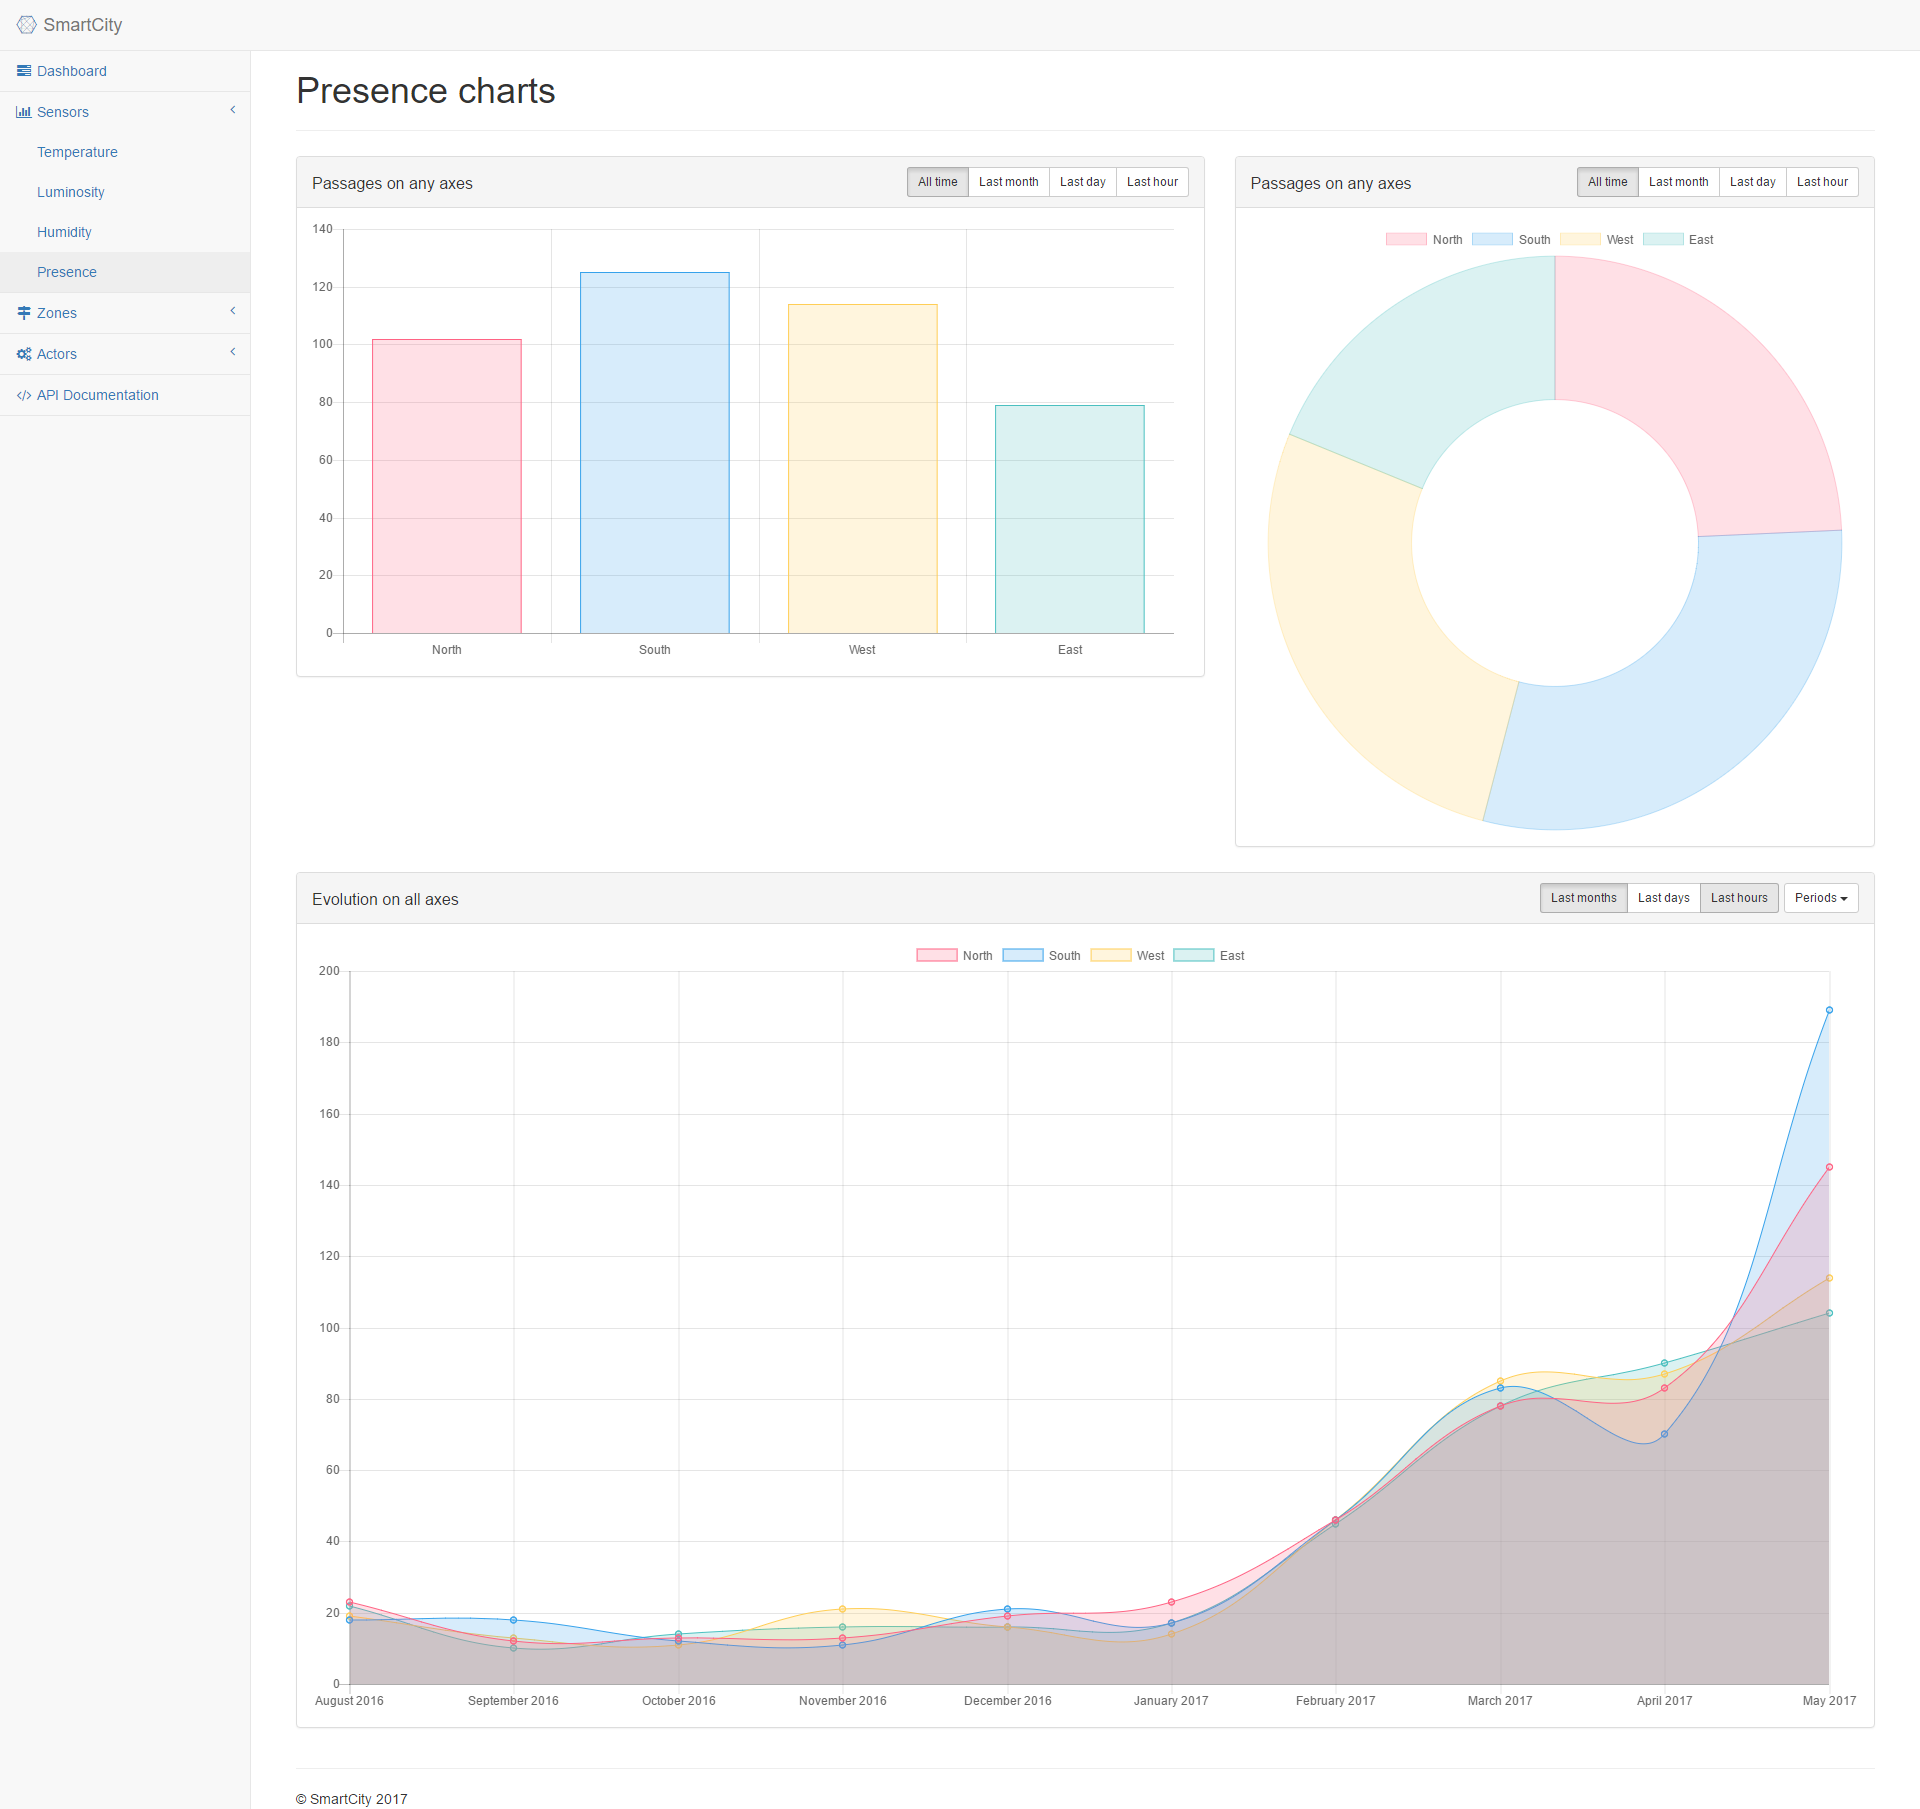 SmartCity
Dashboard
Sensors
Temperature
Luminosity
Humidity
Presence
Zones
Actors
API Documentation
Presence charts
Passages on any axes
All time Last month Last day Last hour
140
120
100
80
60
40
20
0
North South West East
Passages on any axes
All time Last month Last day Last hour
North South West East
Evolution on all axes
Last months Last days Last hours Periods
North South West East
200
180
160
140
120
100
80
60
40
20
0
August 2016 September 2016 October 2016 November 2016 December 2016 January 2017 February 2017 March 2017 April 2017 May 2017
© SmartCity 2017